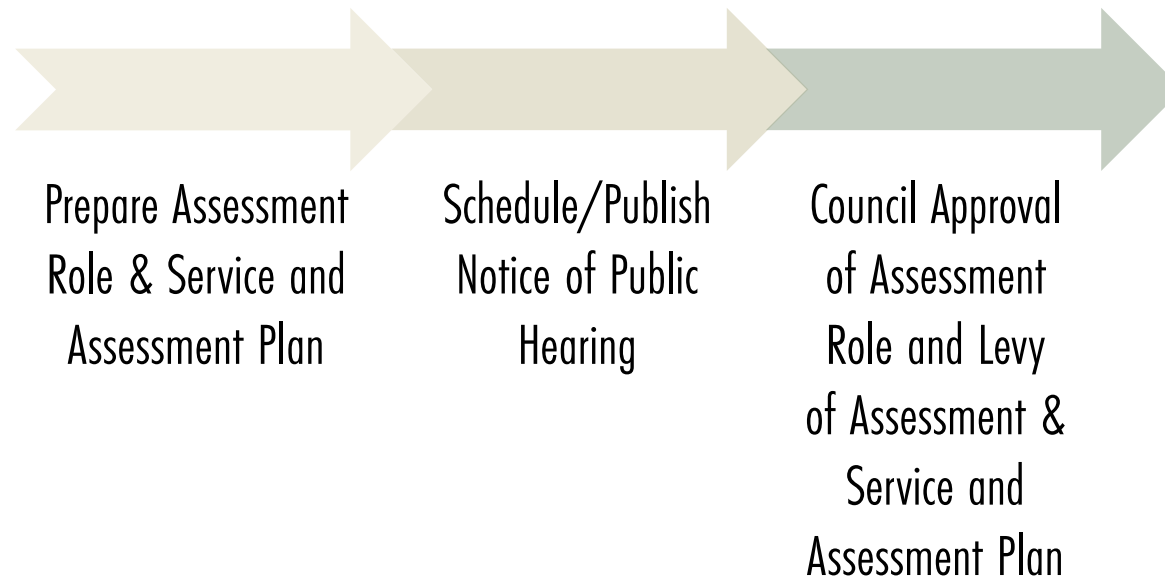 Prepare Assessment
Role & Service and
Assessment Plan
Schedule/Publish
Notice of Public
Hearing
Council Approval
of Assessment
Role and Levy
of Assessment &
Service and
Assessment Plan